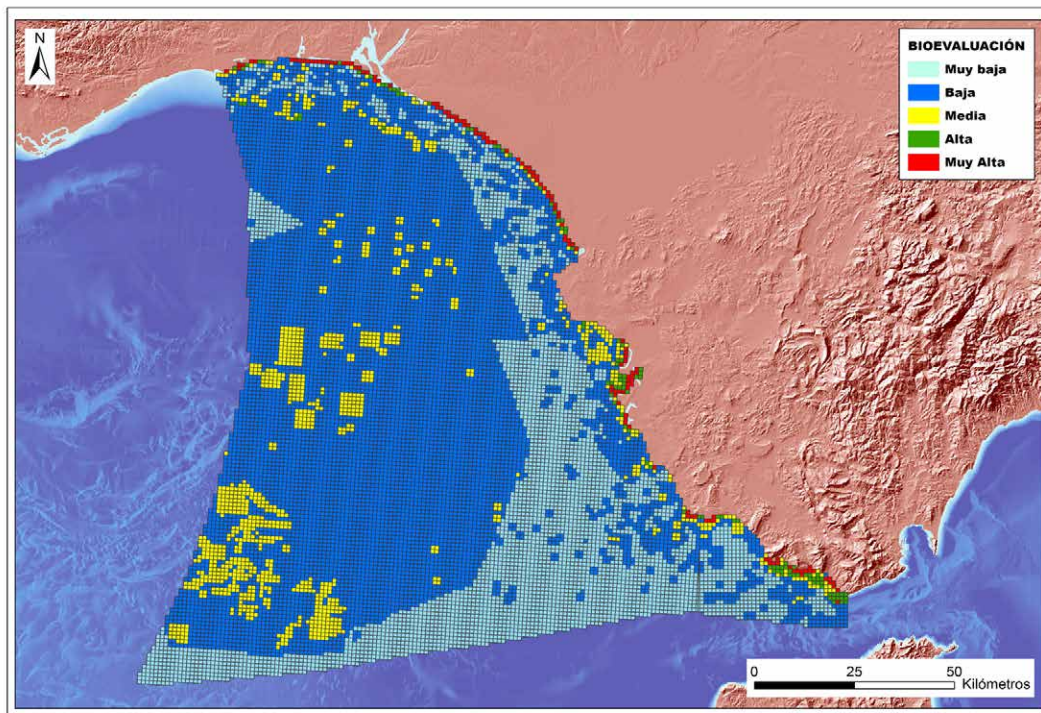 N
BIOEVALUACIÓN
Muy baja
Baja
Media
Alta
Muy Alta
0 25 50
Kilómetros